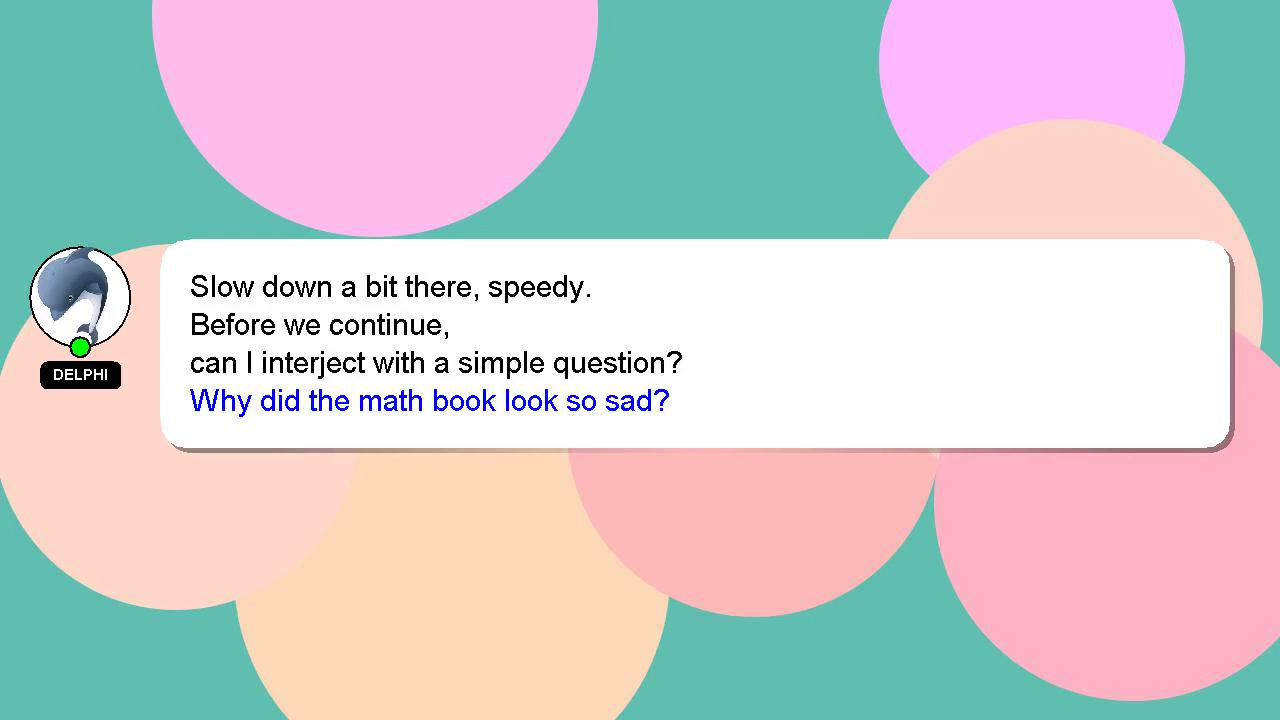 Slow down a bit there, speedy.
Before we continue,
can I interject with a simple question?
Why did the math book look so sad?
DELPHI